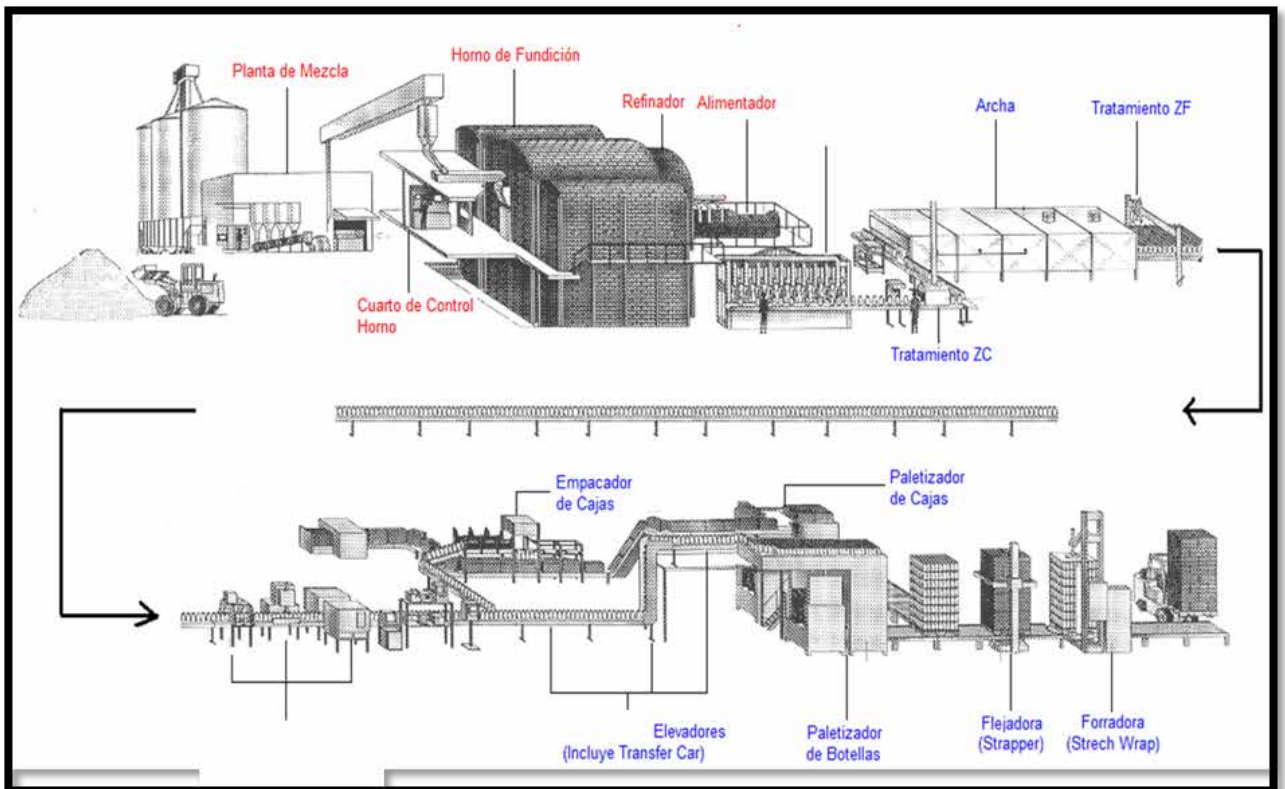 Horno de Fundición
Planta de Mezcla
Refinador
Alimentador
Archa
Tratamiento ZF
Cuarto de Control
Horno
Tratamiento ZC
Empacador
de Cajas
Paletizador
de Cajas
Elevadores
(Incluye Transfer Car)
Paletizador
de Botellas
Flejadora
(Strapper)
Forradora
(Strech Wrap)